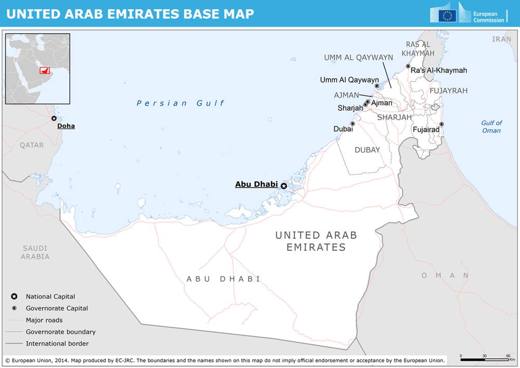 UNITED ARAB EMIRATES BASE MAP
European
Commission
IRAN
RAS AL
KHAYMAH
UMM AL QAYWAYN
Ra's Al-Khaymah
Umm Al Qaywayn
FUJAYRAH
AJMAN
Ajman
Persian Gulf
Sharjah
SHARJAH
Doha
Dubai
Fujairad
Gulf of
Oman
QATAR
DUBAY
Abu Dhabi
UNITED ARAB
EMIRATES
SAUDI
ARABIA
ABU DHABI
OMAN
National Capital
Governorate Capital
Major roads
Governorate boundary
International border
© European Union, 2014. Map produced by EC-JRC. The boundaries and the names shown on this map do not imply official endorsement or acceptance by the European Union.